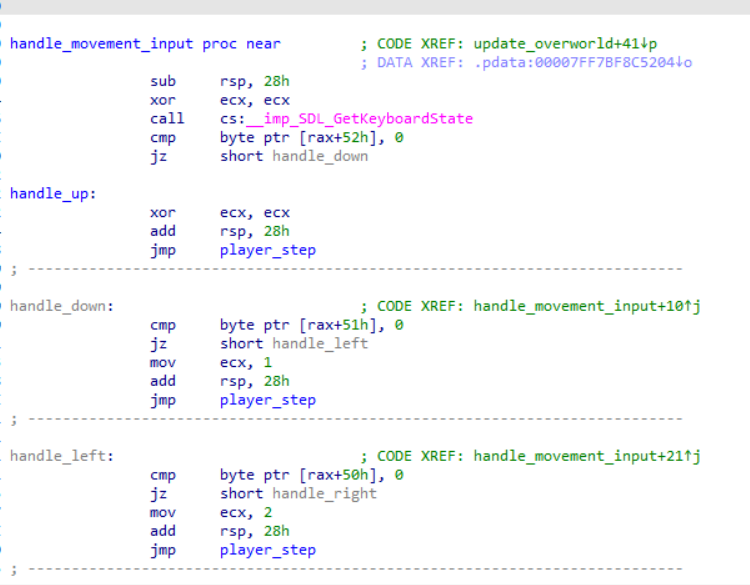 handle_movement_input proc near ; CODE XREF: update_overworld+41↓p
; DATA XREF: .pdata:00007FF7BF8C5204↓o
sub rsp, 28h
xor ecx, ecx
call cs:__imp_SDL_GetKeyboardState
cmp byte ptr [rax+52h], 0
jz short handle_down
handle_up:
xor ecx, ecx
add rsp, 28h
jmp player_step
; ---------------------------------------------------------------------------
handle_down: ; CODE XREF: handle_movement_input+10↑j
cmp byte ptr [rax+51h], 0
jz short handle_left
mov ecx, 1
add rsp, 28h
jmp player_step
; ---------------------------------------------------------------------------
handle_left: ; CODE XREF: handle_movement_input+21↑j
cmp byte ptr [rax+50h], 0
jz short handle_right
mov ecx, 2
add rsp, 28h
jmp player_step
; ---------------------------------------------------------------------------